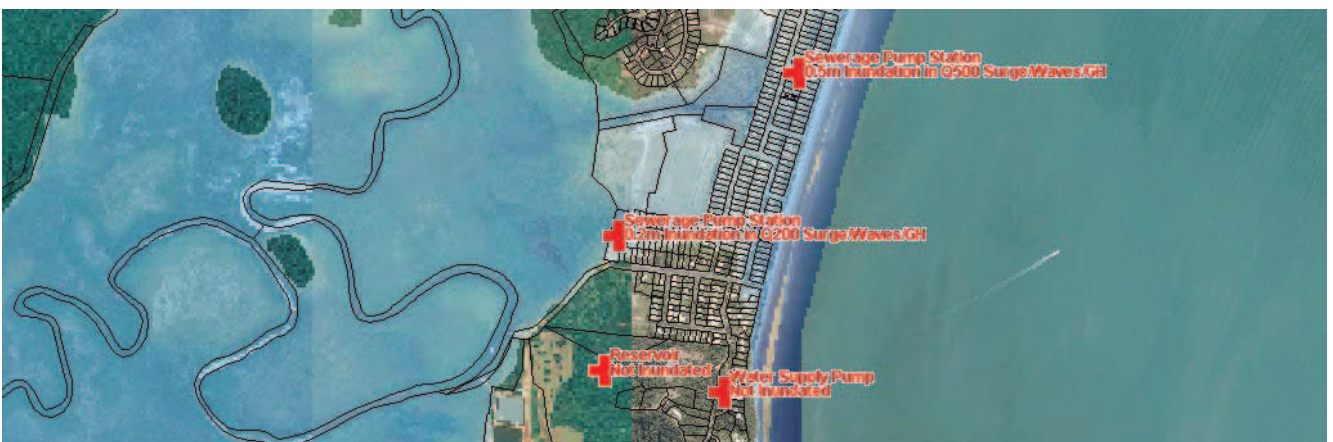 Sewerage Pump Station
0.5m Inundation in Q500 Surge/Waves/GH
Sewerage Pump Station
0.2m Inundation in Q200 Surge/Waves/GH
Reservoir
Not Inundated
Water Supply Pump
Not Inundated